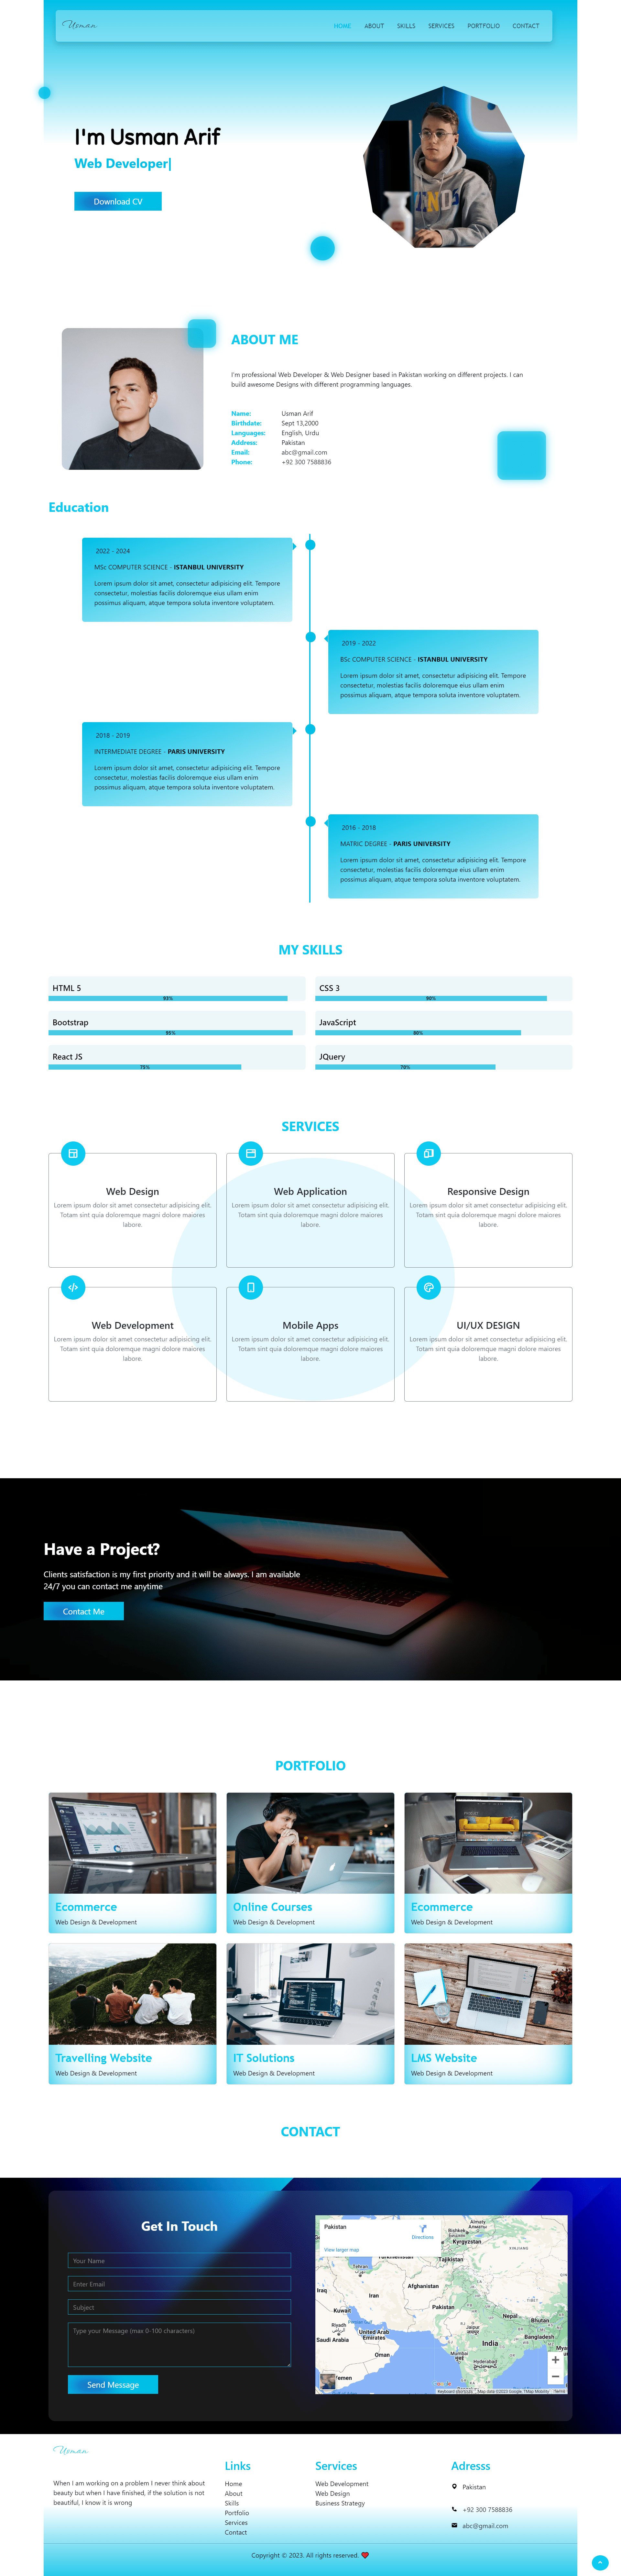 Usman
HOME ABOUT SKILLS SERVICES PORTFOLIO CONTACT
I'm Usman Arif
Web Developer|
Download CV
ABOUT ME
I'm professional Web Developer & Web Designer based in Pakistan working on different projects. I can
build awesome Designs with different programming languages.
Name: Usman Arif
Birthdate: Sept 13,2000
Languages: English, Urdu
Address: Pakistan
Email: abc@gmail.com
Phone: +92 300 7588836
Education
2022 - 2024
MSc COMPUTER SCIENCE - ISTANBUL UNIVERSITY
Lorem ipsum dolor sit amet, consectetur adipisicing elit. Tempore
consectetur, molestias facilis doloremque eius ullam enim
possimus aliquam, atque tempora soluta inventore voluptatem.
2019 - 2022
BSc COMPUTER SCIENCE - ISTANBUL UNIVERSITY
Lorem ipsum dolor sit amet, consectetur adipisicing elit. Tempore
consectetur, molestias facilis doloremque eius ullam enim
possimus aliquam, atque tempora soluta inventore voluptatem.
2018 - 2019
INTERMEDIATE DEGREE - PARIS UNIVERSITY
Lorem ipsum dolor sit amet, consectetur adipisicing elit. Tempore
consectetur, molestias facilis doloremque eius ullam enim
possimus aliquam, atque tempora soluta inventore voluptatem.
2016 - 2018
MATRIC DEGREE - PARIS UNIVERSITY
Lorem ipsum dolor sit amet, consectetur adipisicing elit. Tempore
consectetur, molestias facilis doloremque eius ullam enim
possimus aliquam, atque tempora soluta inventore voluptatem.
MY SKILLS
HTML 5
93%
CSS 3
90%
Bootstrap
95%
JavaScript
80%
React JS
75%
JQuery
70%
SERVICES
Web Design
Lorem ipsum dolor sit amet consectetur adipisicing elit.
Totam sint quia doloremque magni dolore maiores
labore.
Web Application
Lorem ipsum dolor sit amet consectetur adipisicing elit.
Totam sint quia doloremque magni dolore maiores
labore.
Responsive Design
Lorem ipsum dolor sit amet consectetur adipisicing elit.
Totam sint quia doloremque magni dolore maiores
labore.
Web Development
Lorem ipsum dolor sit amet consectetur adipisicing elit.
Totam sint quia doloremque magni dolore maiores
labore.
Mobile Apps
Lorem ipsum dolor sit amet consectetur adipisicing elit.
Totam sint quia doloremque magni dolore maiores
labore.
UI/UX DESIGN
Lorem ipsum dolor sit amet consectetur adipisicing elit.
Totam sint quia doloremque magni dolore maiores
labore.
Have a Project?
Clients satisfaction is my first priority and it will be always. I am available
24/7 you can contact me anytime
Contact Me
PORTFOLIO
Ecommerce
Web Design & Development
Online Courses
Web Design & Development
Ecommerce
Web Design & Development
Travelling Website
Web Design & Development
IT Solutions
Web Design & Development
LMS Website
Web Design & Development
CONTACT
Get In Touch
Your Name
Enter Email
Subject
Type your Message (max 0-100 characters)
Send Message
Pakistan
Directions
View larger map
Almaty
Bishkek
Kyrgyzstan
Tajikistan
Afghanistan
Iraq
Iran
Kuwait
Pakistan
Nepal
Bhutan
Riyadh
United Arab
Emirates
Bangladesh
Saudi Arabia
India
Oman
Mumbai
Hyderabad
Yemen
Keyboard shortcuts Map data ©2023 Google, TMap Mobility Terms
Usman
When I am working on a problem I never think about
beauty but when I have finished, if the solution is not
beautiful, I know it is wrong
Links
Home
About
Skills
Portfolio
Services
Contact
Services
Web Development
Web Design
Business Strategy
Adresss
Pakistan
+92 300 7588836
abc@gmail.com
Copyright © 2023. All rights reserved.